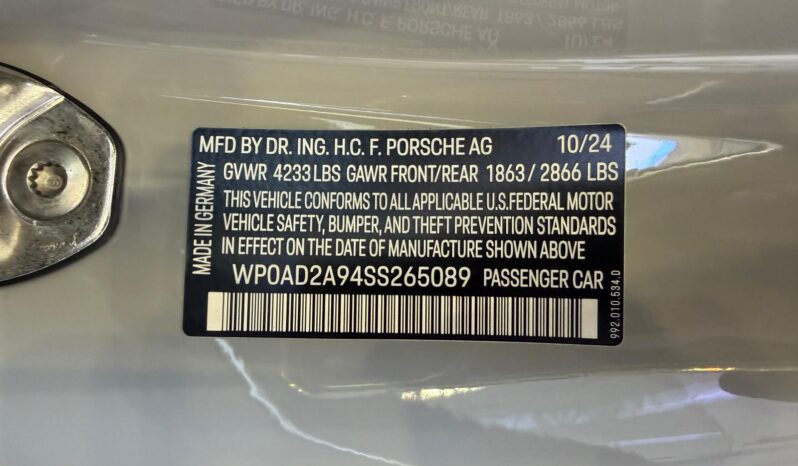 MFD BY DR. ING. H.C. F. PORSCHE AG 10/24
GVWR 4233 LBS GAWR FRONT/REAR 1863 / 2866 LBS
THIS VEHICLE CONFORMS TO ALL APPLICABLE U.S.FEDERAL MOTOR
VEHICLE SAFETY, BUMPER, AND THEFT PREVENTION STANDARDS
IN EFFECT ON THE DATE OF MANUFACTURE SHOWN ABOVE
WP0AD2A94SS265089 PASSENGER CAR
MADE IN GERMANY
992.010.534.0